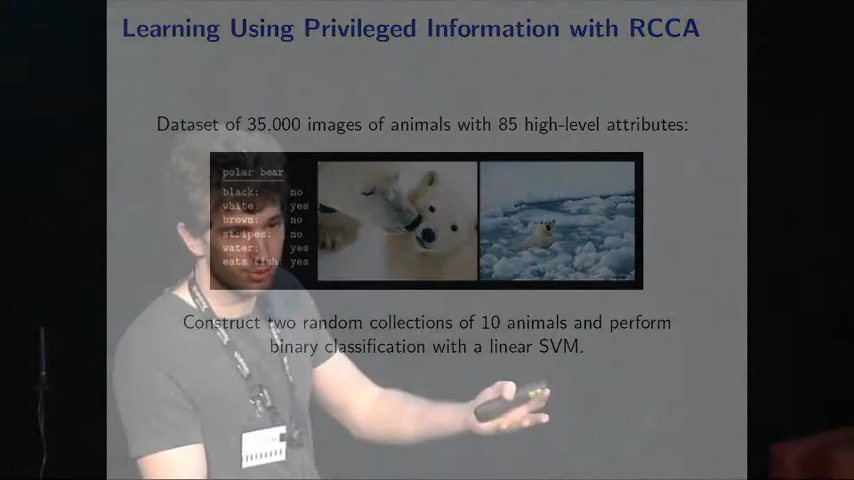 Learning Using Privileged Information with RCCA
Dataset of 35.000 images of animals with 85 high-level attributes:
polar bear
black: no
white: yes
brown: no
stripes: no
water: yes
eats fish: yes
Construct two random collections of 10 animals and perform
binary classification with a linear SVM.